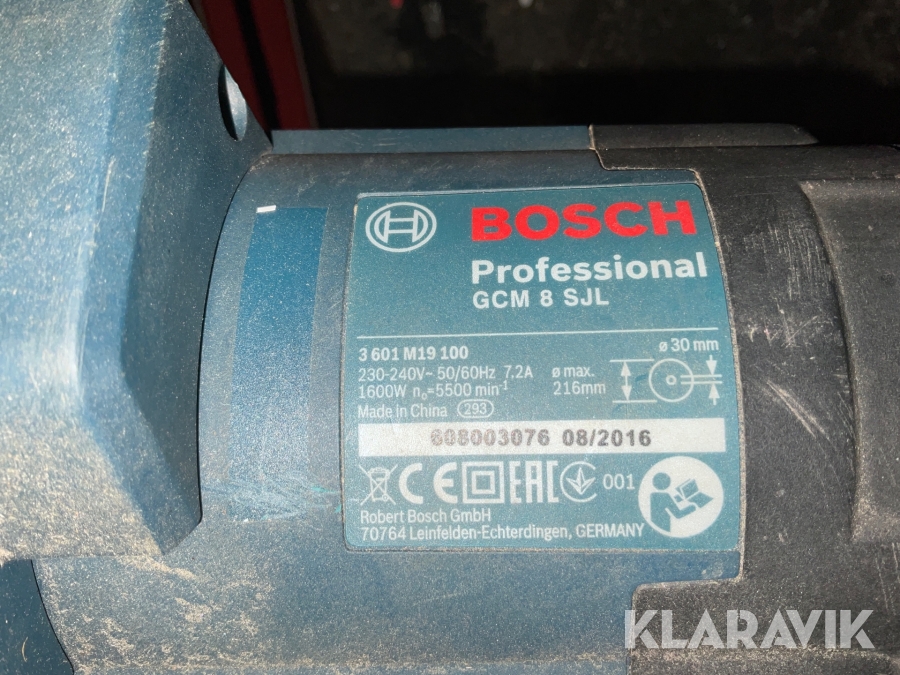 BOSCH
Professional
GCM 8 SJL
3 601 M19 100
230-240V~ 50/60Hz 7.2A
1600W n₀=5500 min⁻¹
Made in China 293
ø max.
216mm
ø 30 mm
608003076 08/2016
CE EAC 001
Robert Bosch GmbH
70764 Leinfelden-Echterdingen, GERMANY
KLARAVIK